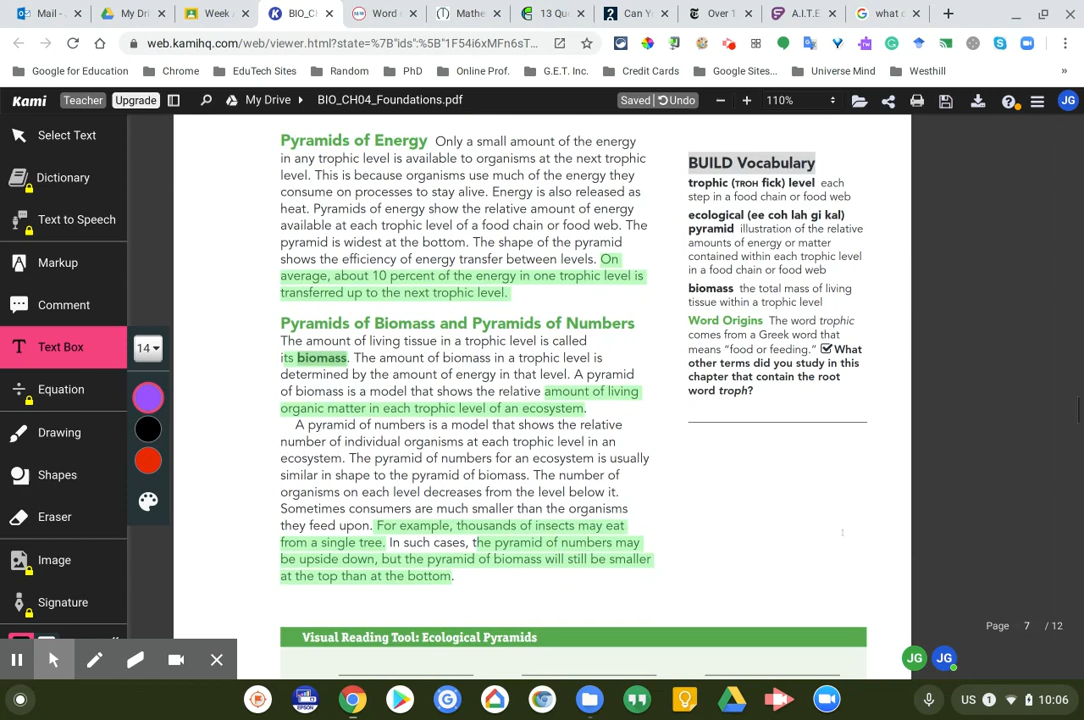 Mail -
My Dri
Week
BIO_CH
Word
Mathe
13 Qu
Can Y
Over 1
A.I.T.E
what c
web.kamihq.com/web/viewer.html?state=%7B"ids"%3A%5B"1F54i6xMFn6sT...
Google for Education
Chrome
EduTech Sites
Random
PhD
Online Prof.
G.E.T. Inc.
Credit Cards
Google Sites...
Universe Mind
Westhill
»
Kami
Teacher
Upgrade
My Drive
BIO_CH04_Foundations.pdf
Saved
Undo
110%
JG
Select Text
Dictionary
Text to Speech
Markup
Comment
Text Box
Equation
Drawing
Shapes
Eraser
Image
Signature
14
Pyramids of Energy Only a small amount of the energy
in any trophic level is available to organisms at the next trophic
level. This is because organisms use much of the energy they
consume on processes to stay alive. Energy is also released as
heat. Pyramids of energy show the relative amount of energy
available at each trophic level of a food chain or food web. The
pyramid is widest at the bottom. The shape of the pyramid
shows the efficiency of energy transfer between levels. On
average, about 10 percent of the energy in one trophic level is
transferred up to the next trophic level.
Pyramids of Biomass and Pyramids of Numbers
The amount of living tissue in a trophic level is called
its biomass. The amount of biomass in a trophic level is
determined by the amount of energy in that level. A pyramid
of biomass is a model that shows the relative amount of living
organic matter in each trophic level of an ecosystem.
A pyramid of numbers is a model that shows the relative
number of individual organisms at each trophic level in an
ecosystem. The pyramid of numbers for an ecosystem is usually
similar in shape to the pyramid of biomass. The number of
organisms on each level decreases from the level below it.
Sometimes consumers are much smaller than the organisms
they feed upon. For example, thousands of insects may eat
from a single tree. In such cases, the pyramid of numbers may
be upside down, but the pyramid of biomass will still be smaller
at the top than at the bottom.
BUILD Vocabulary
trophic (TROH fick) level each
step in a food chain or food web
ecological (ee coh lah gi kal)
pyramid illustration of the relative
amounts of energy or matter
contained within each trophic level
in a food chain or food web
biomass the total mass of living
tissue within a trophic level
Word Origins The word trophic
comes from a Greek word that
means “food or feeding.” What
other terms did you study in this
chapter that contain the root
word troph?
Visual Reading Tool: Ecological Pyramids
Page 7 / 12
JG
JG
US
1
10:06